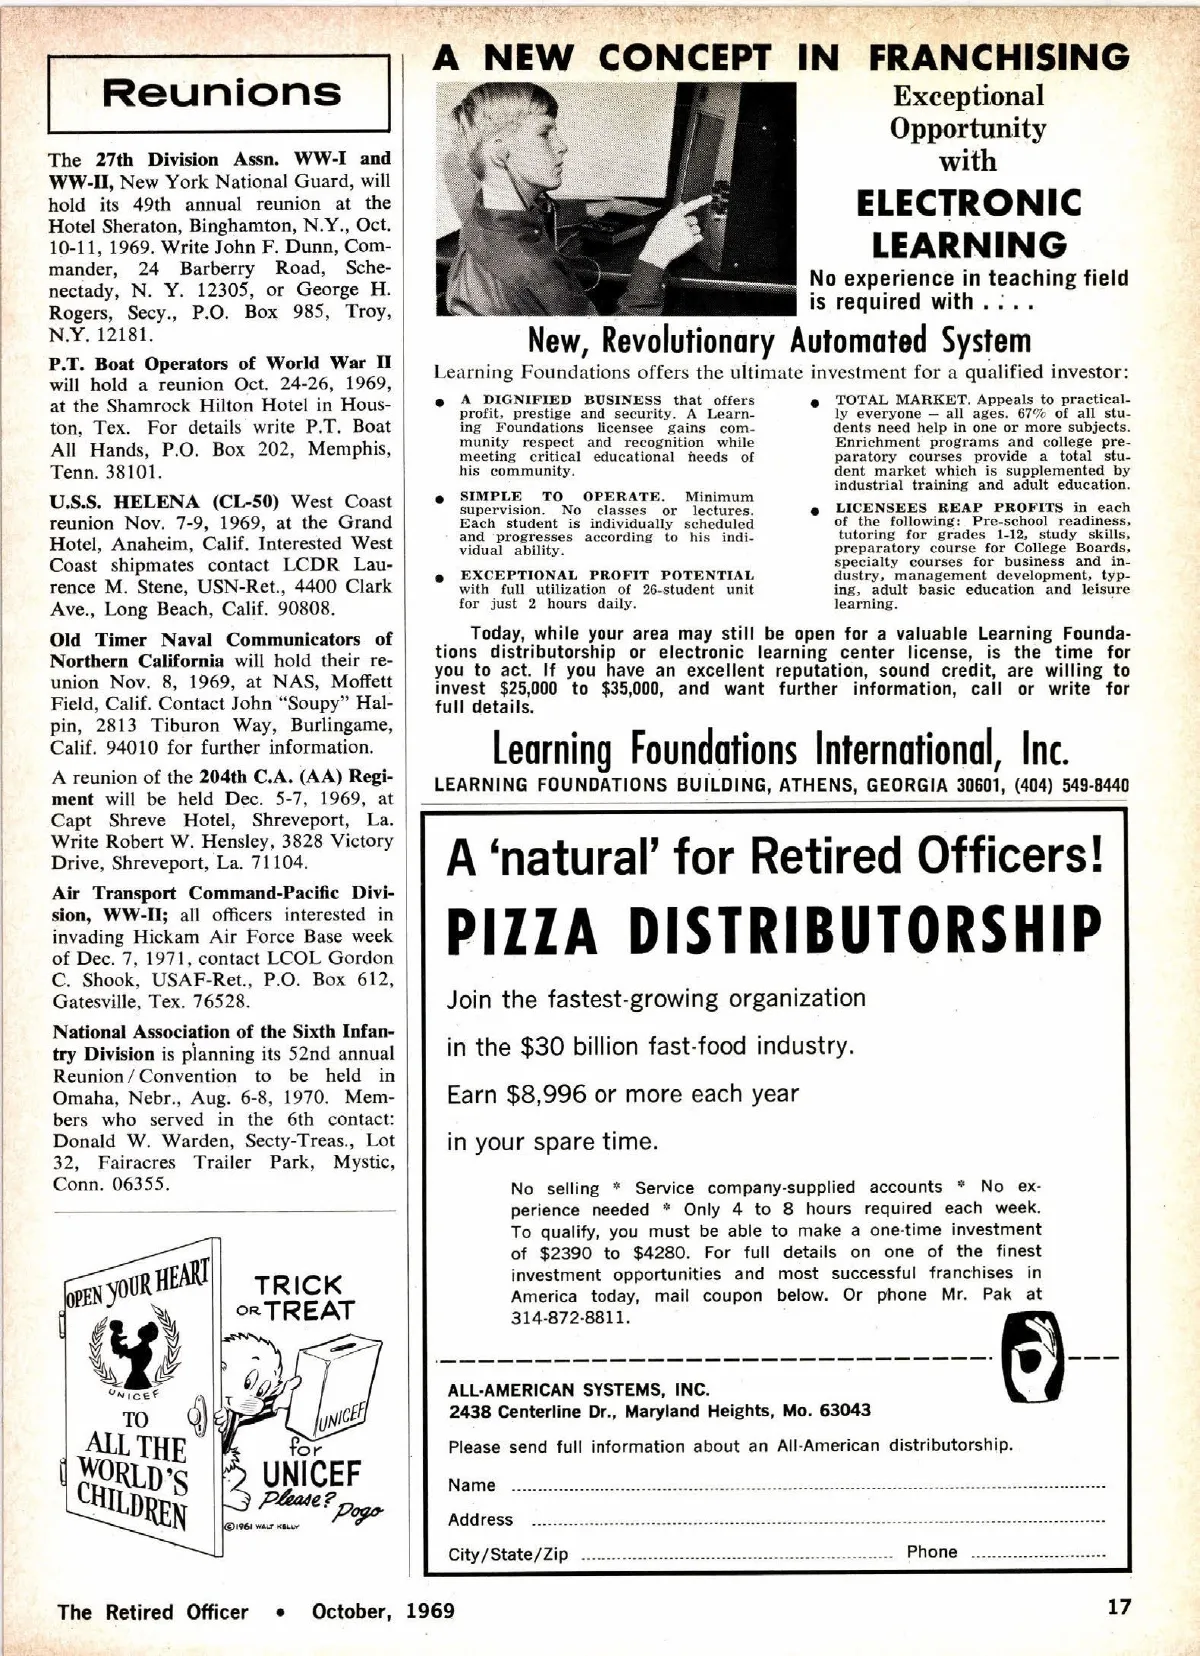 Reunions
The 27th Division Assn. WW-I and
WW-II, New York National Guard, will
hold its 49th annual reunion at the
Hotel Sheraton, Binghamton, N.Y., Oct.
10-11, 1969. Write John F. Dunn, Com-
mander, 24 Barberry Road, Sche-
nectady, N. Y. 12305, or George H.
Rogers, Secy., P.O. Box 985, Troy,
N.Y. 12181.
P.T. Boat Operators of World War II
will hold a reunion Oct. 24-26, 1969,
at the Shamrock Hilton Hotel in Hous-
ton, Tex. For details write P.T. Boat
All Hands, P.O. Box 202, Memphis,
Tenn. 38101.
U.S.S. HELENA (CL-50) West Coast
reunion Nov. 7-9, 1969, at the Grand
Hotel, Anaheim, Calif. Interested West
Coast shipmates contact LCDR Lau-
rence M. Stene, USN-Ret., 4400 Clark
Ave., Long Beach, Calif. 90808.
Old Timer Naval Communicators of
Northern California will hold their re-
union Nov. 8, 1969, at NAS, Moffett
Field, Calif. Contact John “Soupy” Hal-
pin, 2813 Tiburon Way, Burlingame,
Calif. 94010 for further information.
A reunion of the 204th C.A. (AA) Regi-
ment will be held Dec. 5-7, 1969, at
Capt Shreve Hotel, Shreveport, La.
Write Robert W. Hensley, 3828 Victory
Drive, Shreveport, La. 71104.
Air Transport Command-Pacific Divi-
sion, WW-II; all officers interested in
invading Hickam Air Force Base week
of Dec. 7, 1971, contact LCOL Gordon
C. Shook, USAF-Ret., P.O. Box 612,
Gatesville, Tex. 76528.
National Association of the Sixth Infan-
try Division is planning its 52nd annual
Reunion/Convention to be held in
Omaha, Nebr., Aug. 6-8, 1970. Mem-
bers who served in the 6th contact:
Donald W. Warden, Secty-Treas., Lot
32, Fairacres Trailer Park, Mystic,
Conn. 06355.
OPEN YOUR HEART
UNICEF
TO
ALL THE
WORLD'S
CHILDREN
TRICK
OR TREAT
UNICEF
for
UNICEF
Please?
Pogo
©1961 WALT KELLY
A NEW CONCEPT IN FRANCHISING
Exceptional
Opportunity
with
ELECTRONIC
LEARNING
No experience in teaching field
is required with . . . .
New, Revolutionary Automated System
Learning Foundations offers the ultimate investment for a qualified investor:
● A DIGNIFIED BUSINESS that offers
profit, prestige and security. A Learn-
ing Foundations licensee gains com-
munity respect and recognition while
meeting critical educational needs of
his community.
● SIMPLE TO OPERATE. Minimum
supervision. No classes or lectures.
Each student is individually scheduled
and progresses according to his indi-
vidual ability.
● EXCEPTIONAL PROFIT POTENTIAL
with full utilization of 26-student unit
for just 2 hours daily.
● TOTAL MARKET. Appeals to practical-
ly everyone — all ages. 67% of all stu-
dents need help in one or more subjects.
Enrichment programs and college pre-
paratory courses provide a total stu-
dent market which is supplemented by
industrial training and adult education.
● LICENSEES REAP PROFITS in each
of the following: Pre-school readiness,
tutoring for grades 1-12, study skills,
preparatory course for College Boards,
specialty courses for business and in-
dustry, management development, typ-
ing, adult basic education and leisure
learning.
Today, while your area may still be open for a valuable Learning Founda-
tions distributorship or electronic learning center license, is the time for
you to act. If you have an excellent reputation, sound credit, are willing to
invest $25,000 to $35,000, and want further information, call or write for
full details.
Learning Foundations International, Inc.
LEARNING FOUNDATIONS BUILDING, ATHENS, GEORGIA 30601, (404) 549-8440
A ‘natural’ for Retired Officers!
PIZZA DISTRIBUTORSHIP
Join the fastest-growing organization
in the $30 billion fast-food industry.
Earn $8,996 or more each year
in your spare time.
No selling * Service company-supplied accounts * No ex-
perience needed * Only 4 to 8 hours required each week.
To qualify, you must be able to make a one-time investment
of $2390 to $4280. For full details on one of the finest
investment opportunities and most successful franchises in
America today, mail coupon below. Or phone Mr. Pak at
314-872-8811.
ALL-AMERICAN SYSTEMS, INC.
2438 Centerline Dr., Maryland Heights, Mo. 63043
Please send full information about an All-American distributorship.
Name
Address
City/State/Zip Phone
The Retired Officer • October, 1969
17